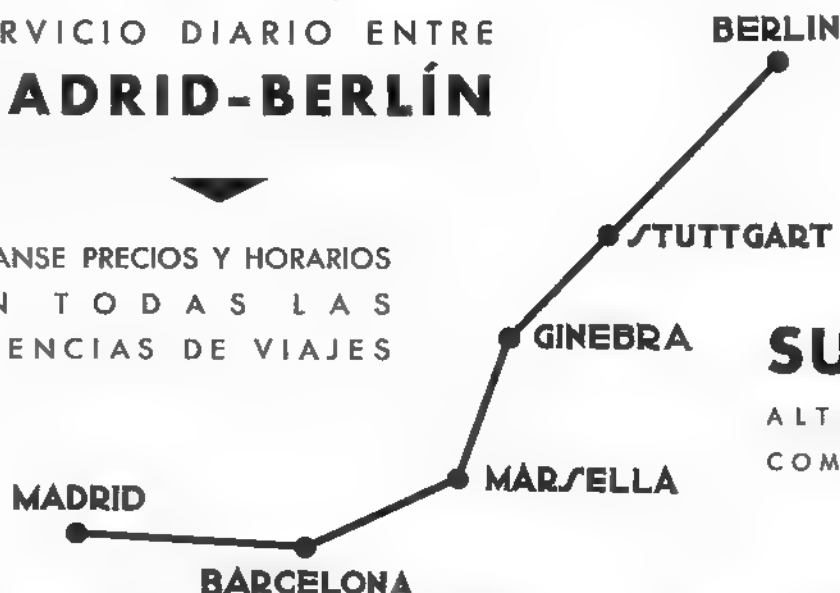 RVICIO DIARIO ENTRE
ADRID-BERLÍN
ANSE PRECIOS Y HORARIOS
N TODAS LAS
ENCIAS DE VIAJES
BERLIN
STUTTGART
GINEBRA
SU
ALT
COM
MARSELLA
MADRID
BARCELONA